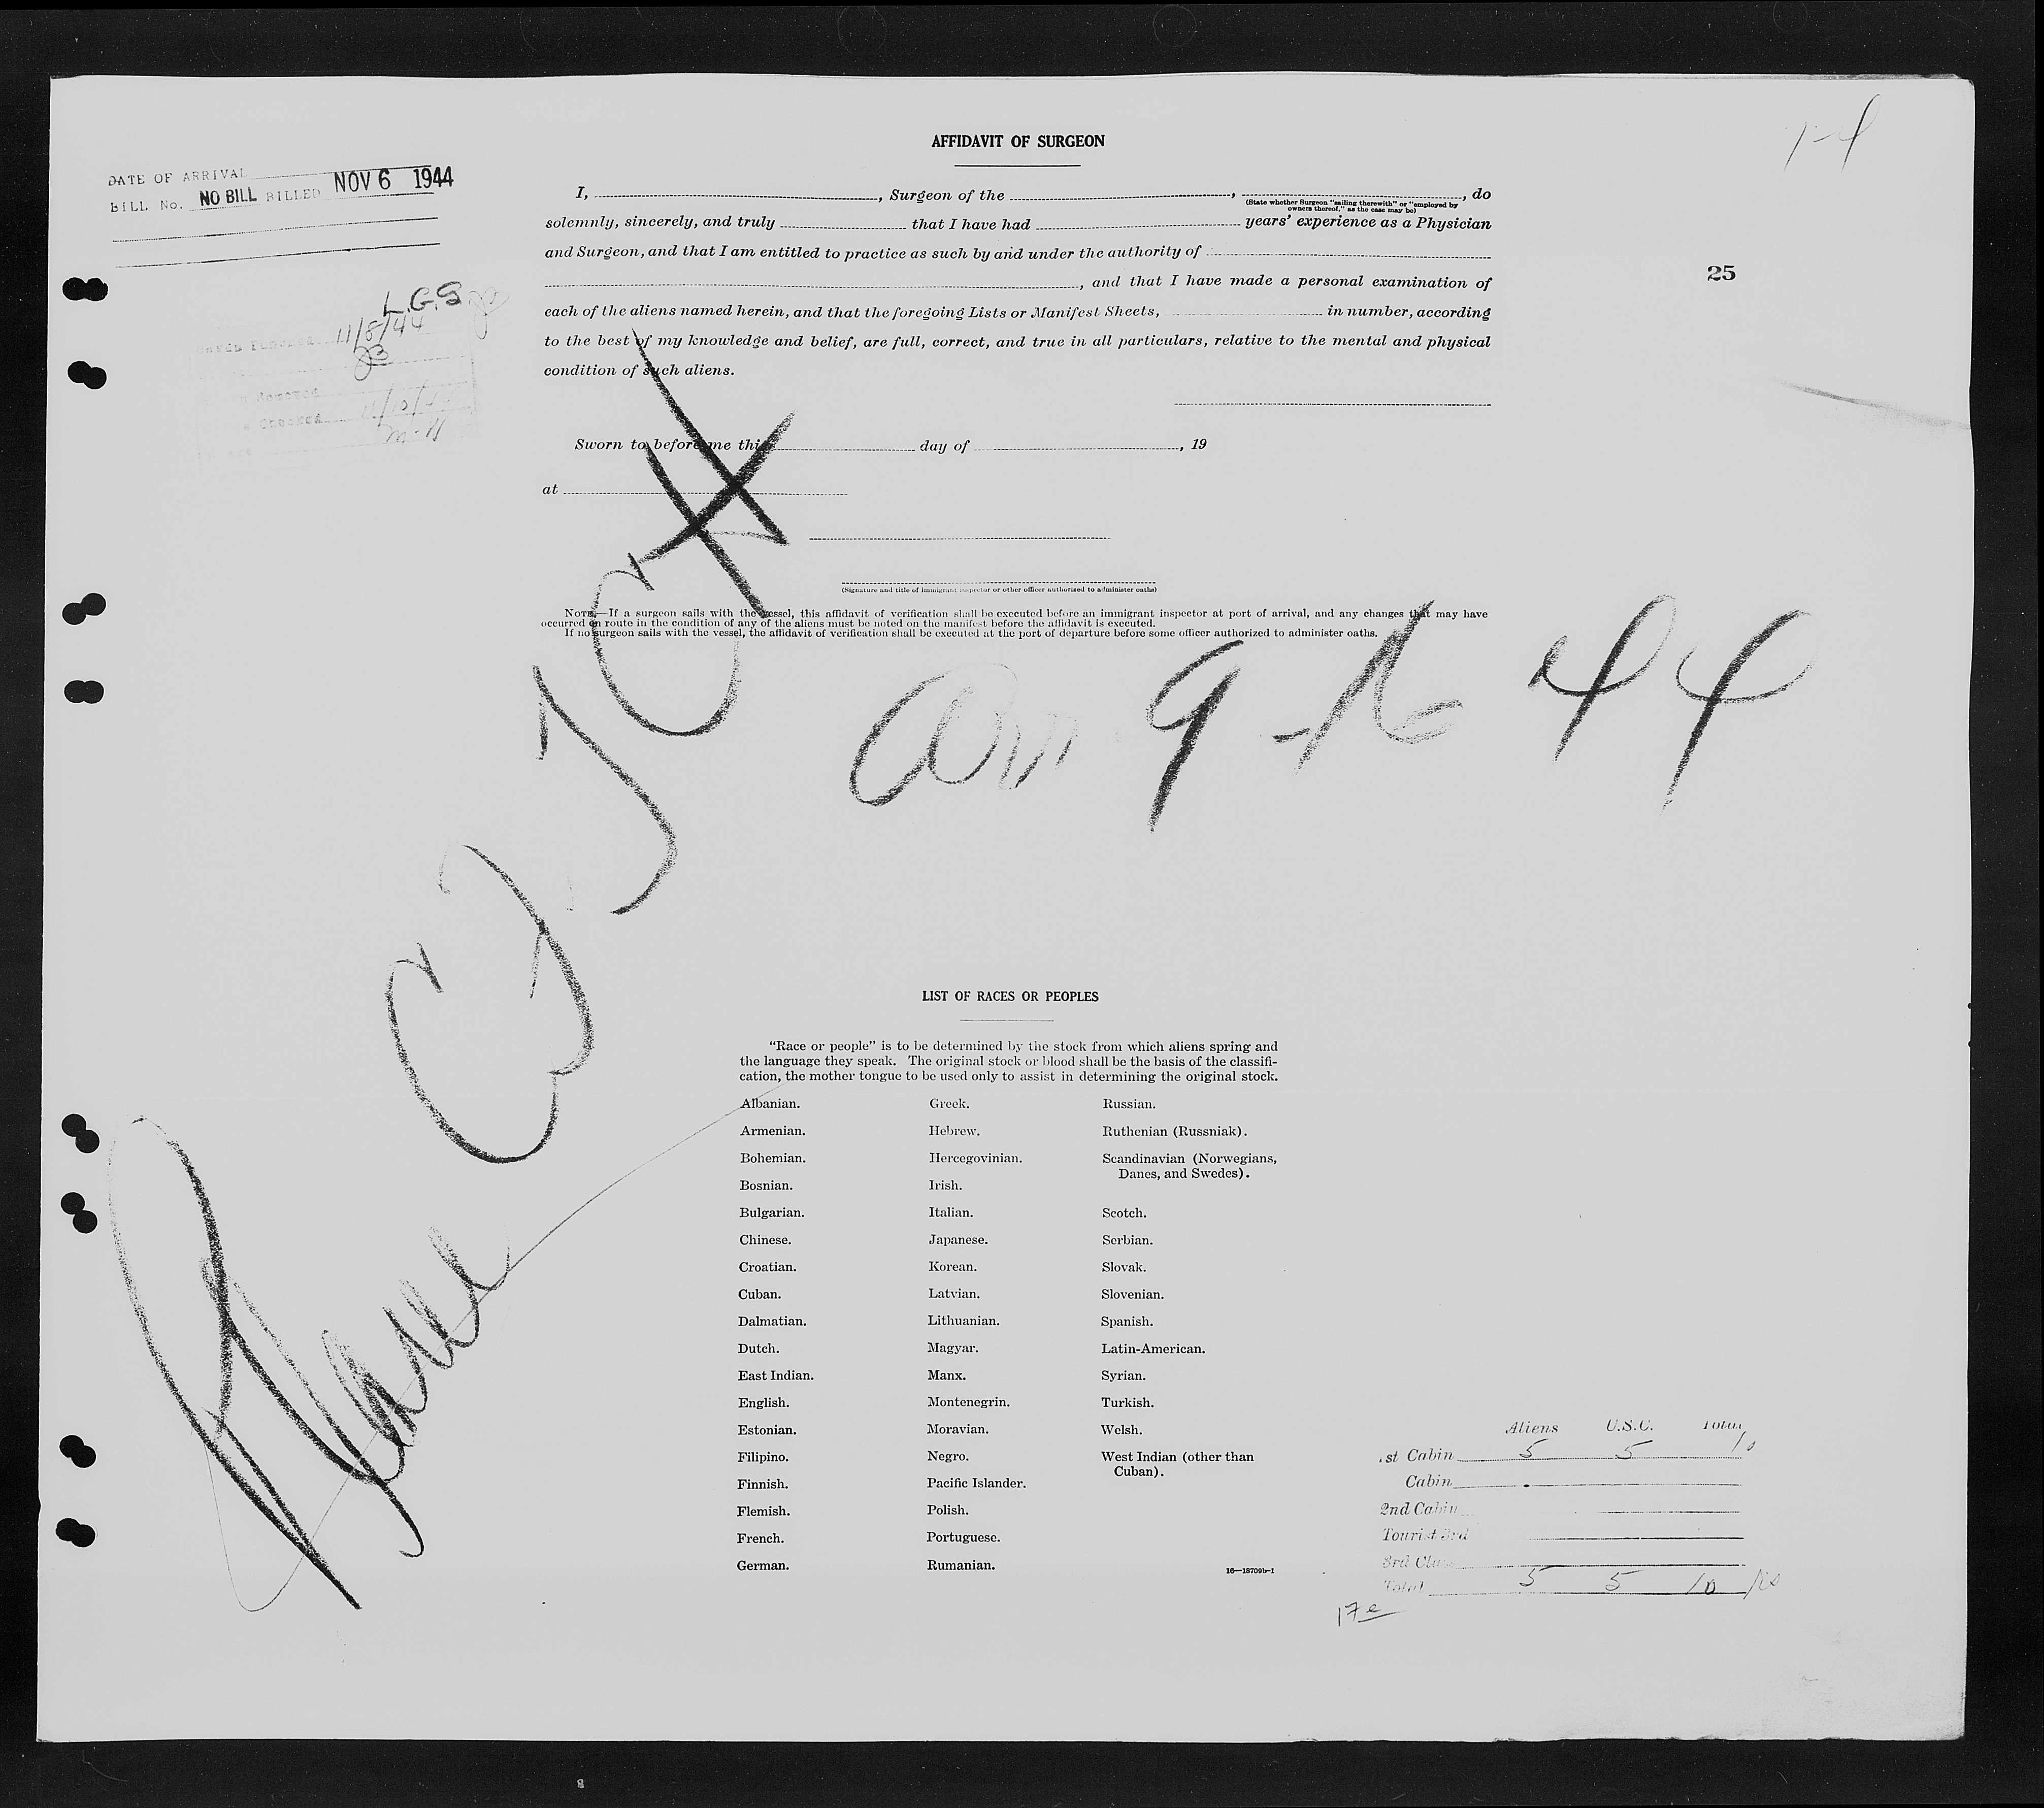 AFFIDAVIT OF SURGEON
DATE OF ARRIVAL
BILL No. NO BILL BILLED NOV 6 1944
I, , Surgeon of the , , do
(State whether Surgeon "sailing therewith" or "employed by
owners thereof," as the case may be)
solemnly, sincerely, and truly that I have had years' experience as a Physician
and Surgeon, and that I am entitled to practice as such by and under the authority of
, and that I have made a personal examination of
each of the aliens named herein, and that the foregoing Lists or Manifest Sheets, in number, according
to the best of my knowledge and belief, are full, correct, and true in all particulars, relative to the mental and physical
condition of such aliens.
25
L.G.S
11/8/44
Sworn to before me this day of , 19
at
(Signature and title of immigrant inspector or other officer authorized to administer oaths)
NOTE.—If a surgeon sails with the vessel, this affidavit of verification shall be executed before an immigrant inspector at port of arrival, and any changes that may have
occurred en route in the condition of any of the aliens must be noted on the manifest before the affidavit is executed.
If no surgeon sails with the vessel, the affidavit of verification shall be executed at the port of departure before some officer authorized to administer oaths.
44
Plane
LIST OF RACES OR PEOPLES
"Race or people" is to be determined by the stock from which aliens spring and
the language they speak. The original stock or blood shall be the basis of the classifi-
cation, the mother tongue to be used only to assist in determining the original stock.
Albanian.
Armenian.
Bohemian.
Bosnian.
Bulgarian.
Chinese.
Croatian.
Cuban.
Dalmatian.
Dutch.
East Indian.
English.
Estonian.
Filipino.
Finnish.
Flemish.
French.
German.
Greek.
Hebrew.
Hercegovinian.
Irish.
Italian.
Japanese.
Korean.
Latvian.
Lithuanian.
Magyar.
Manx.
Montenegrin.
Moravian.
Negro.
Pacific Islander.
Polish.
Portuguese.
Rumanian.
Russian.
Ruthenian (Russniak).
Scandinavian (Norwegians,
Danes, and Swedes).
Scotch.
Serbian.
Slovak.
Slovenian.
Spanish.
Latin-American.
Syrian.
Turkish.
Welsh.
West Indian (other than
Cuban).
16—18709b-1
Aliens U.S.C. Total
1st Cabin 5 5 10
Cabin
2nd Cabin
Tourist 3rd
3rd Class
Total 5 5 10
17e